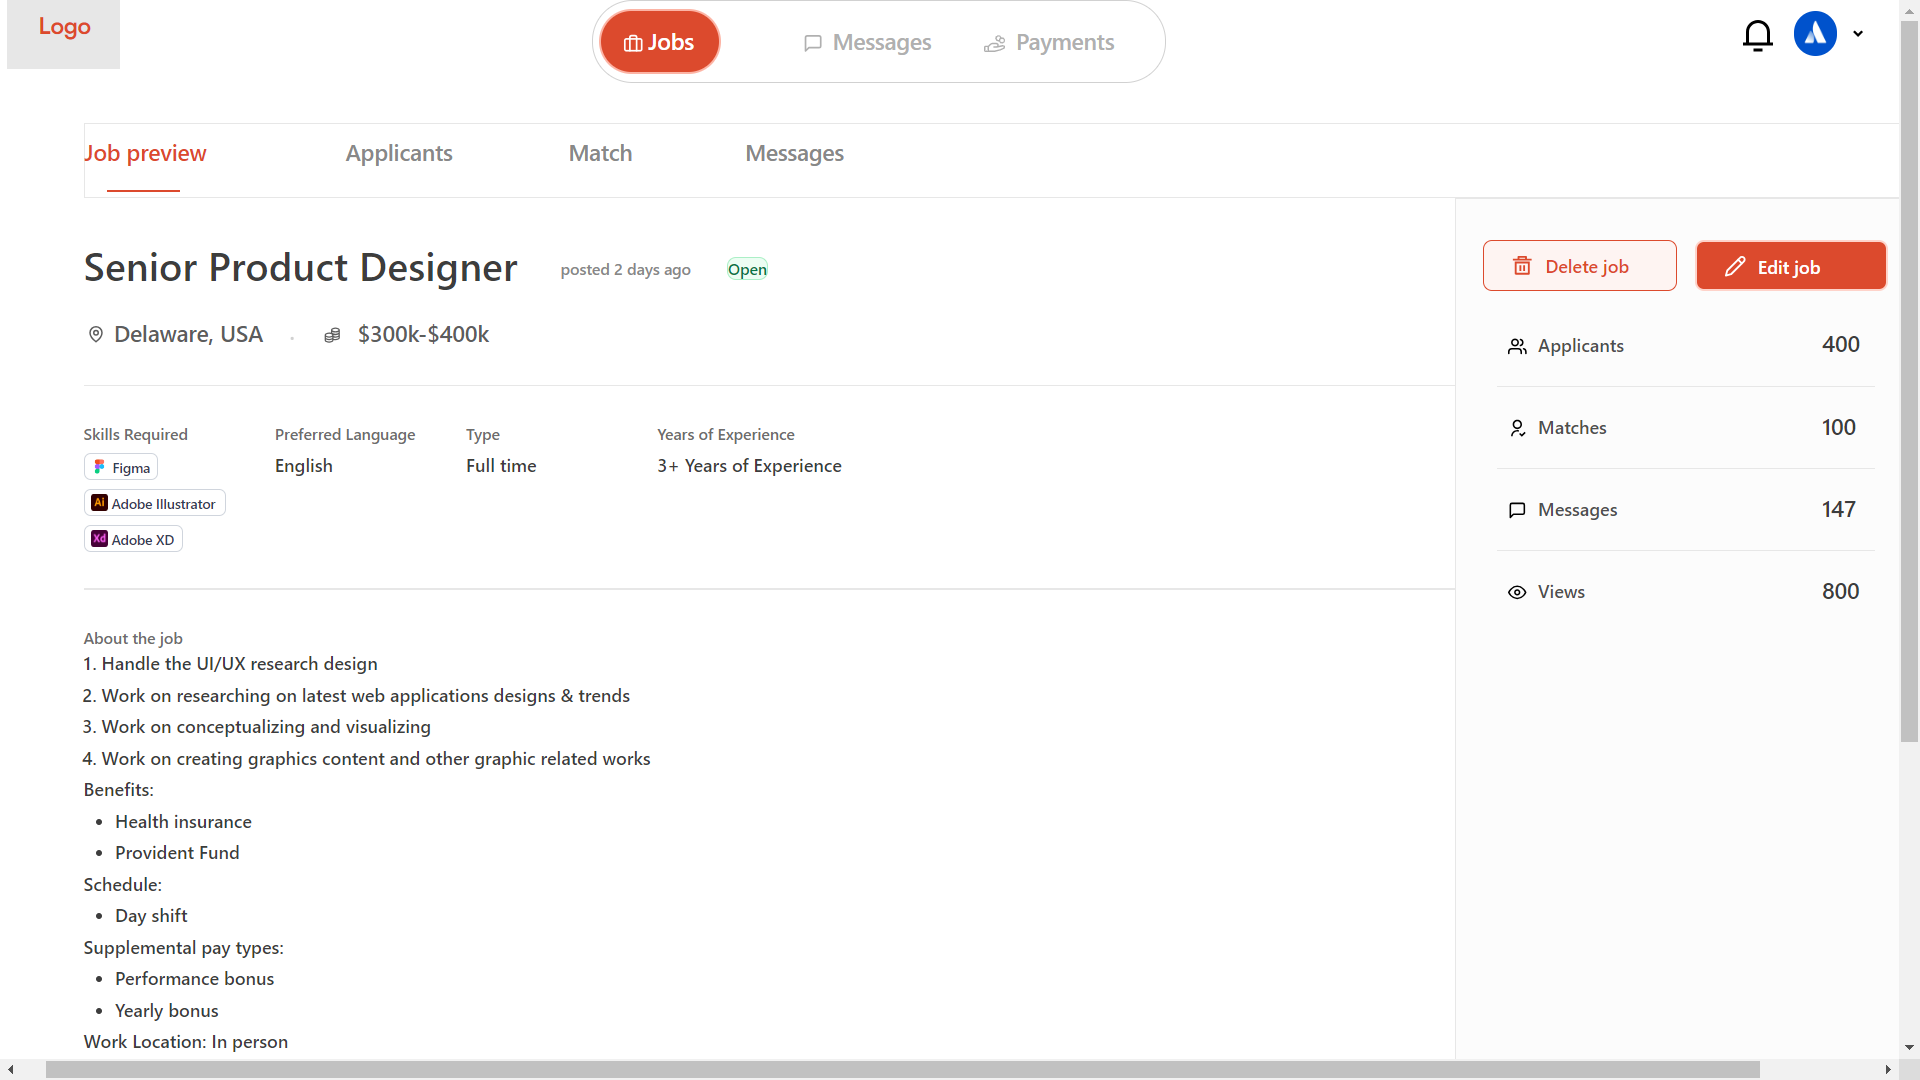 Logo
Jobs
Messages
Payments
Job preview
Applicants
Match
Messages
Senior Product Designer
posted 2 days ago
Open
Delete job
Edit job
Delaware, USA
.
$300k-$400k
Applicants
400
Matches
100
Messages
147
Views
800
Skills Required
Figma
Ai Adobe Illustrator
Xd Adobe XD
Preferred Language
English
Type
Full time
Years of Experience
3+ Years of Experience
About the job
1. Handle the UI/UX research design
2. Work on researching on latest web applications designs & trends
3. Work on conceptualizing and visualizing
4. Work on creating graphics content and other graphic related works
Benefits:
• Health insurance
• Provident Fund
Schedule:
• Day shift
Supplemental pay types:
• Performance bonus
• Yearly bonus
Work Location: In person